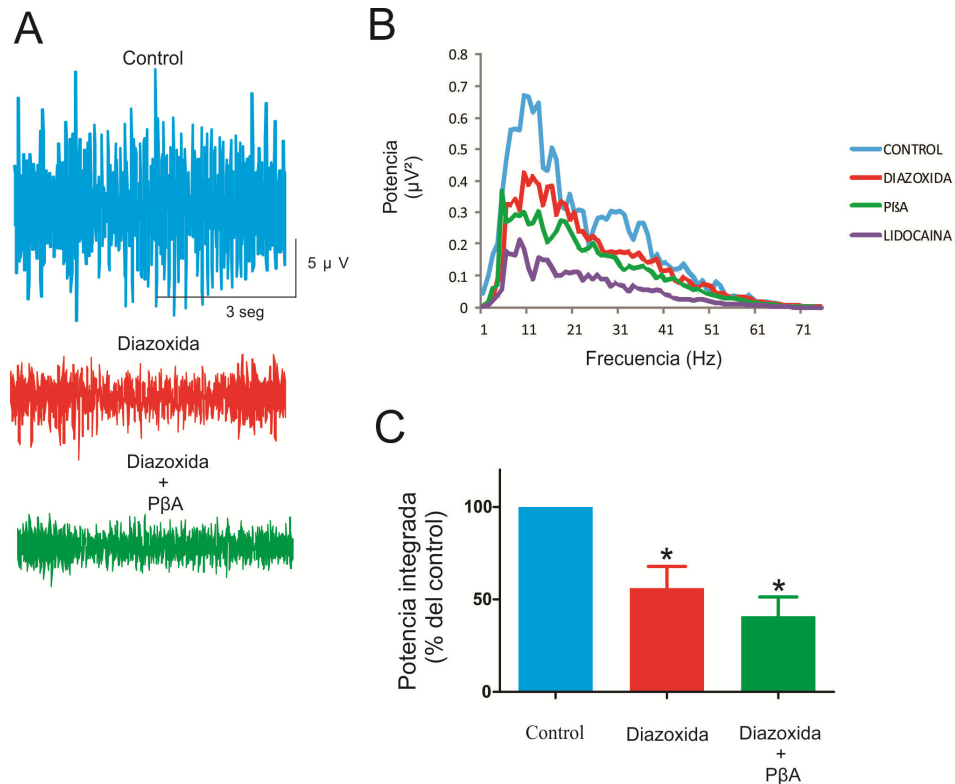 A
Control
5 µ V
3 seg
Diazoxida
Diazoxida
+
PβA
B
Potencia
(µV²)
0.8
0.7
0.6
0.5
0.4
0.3
0.2
0.1
0
1 11 21 31 41 51 61 71
Frecuencia (Hz)
CONTROL
DIAZOXIDA
PβA
LIDOCAINA
C
Potencia integrada
(% del control)
100
50
0
*
*
Control
Diazoxida
Diazoxida
+
PβA